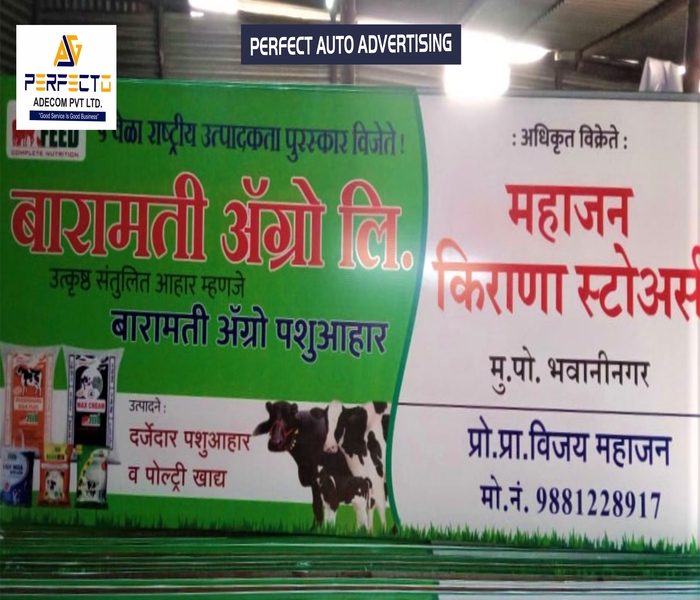 ASG
PERFECTO
ADECOM PVT LTD.
"Good Service Is Good Business"
PERFECT AUTO ADVERTISING
FEED
COMPLETE NUTRITION
५ वेळा राष्ट्रीय उत्पादकता पुरस्कार विजेते!
बारामती ॲग्रो लि.
उत्कृष्ठ संतुलित आहार म्हणजे
बारामती ॲग्रो पशुआहार
उत्पादने :
दर्जेदार पशुआहार
व पोल्ट्री खाद्य
: अधिकृत विक्रेते :
महाजन
किराणा स्टोअर्स
मु.पो. भवानीनगर
प्रो.प्रा.विजय महाजन
मो.नं. 9881228917